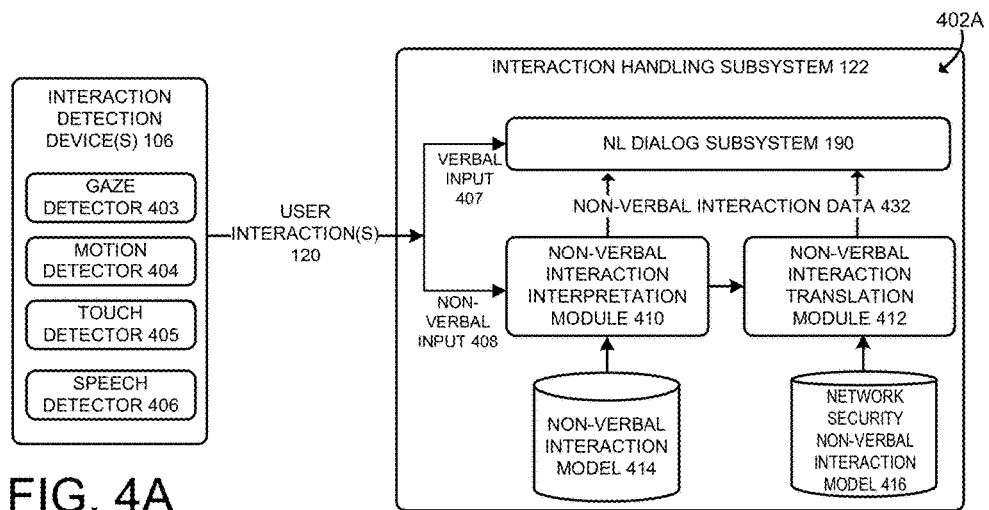 402A
INTERACTION
DETECTION
DEVICE(S) 106
GAZE
DETECTOR 403
MOTION
DETECTOR 404
TOUCH
DETECTOR 405
SPEECH
DETECTOR 406
USER
INTERACTION(S)
120
INTERACTION HANDLING SUBSYSTEM 122
VERBAL
INPUT 407
NON-
VERBAL
INPUT 408
NL DIALOG SUBSYSTEM 190
NON-VERBAL INTERACTION DATA 432
NON-VERBAL
INTERACTION
INTERPRETATION
MODULE 410
NON-VERBAL
INTERACTION
TRANSLATION
MODULE 412
NON-VERBAL
INTERACTION
MODEL 414
NETWORK
SECURITY
NON-VERBAL
INTERACTION
MODEL 416
FIG. 4A